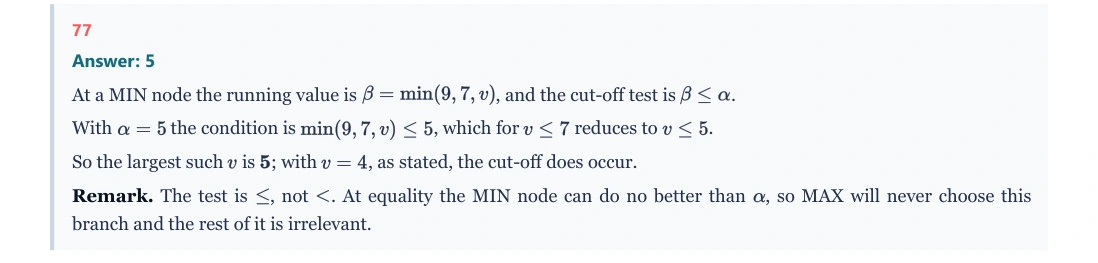 77
Answer: 5
At a MIN node the running value is β = min(9, 7, v), and the cut-off test is β ≤ α.
With α = 5 the condition is min(9, 7, v) ≤ 5, which for v ≤ 7 reduces to v ≤ 5.
So the largest such v is 5; with v = 4, as stated, the cut-off does occur.
Remark. The test is ≤, not <. At equality the MIN node can do no better than α, so MAX will never choose this
branch and the rest of it is irrelevant.